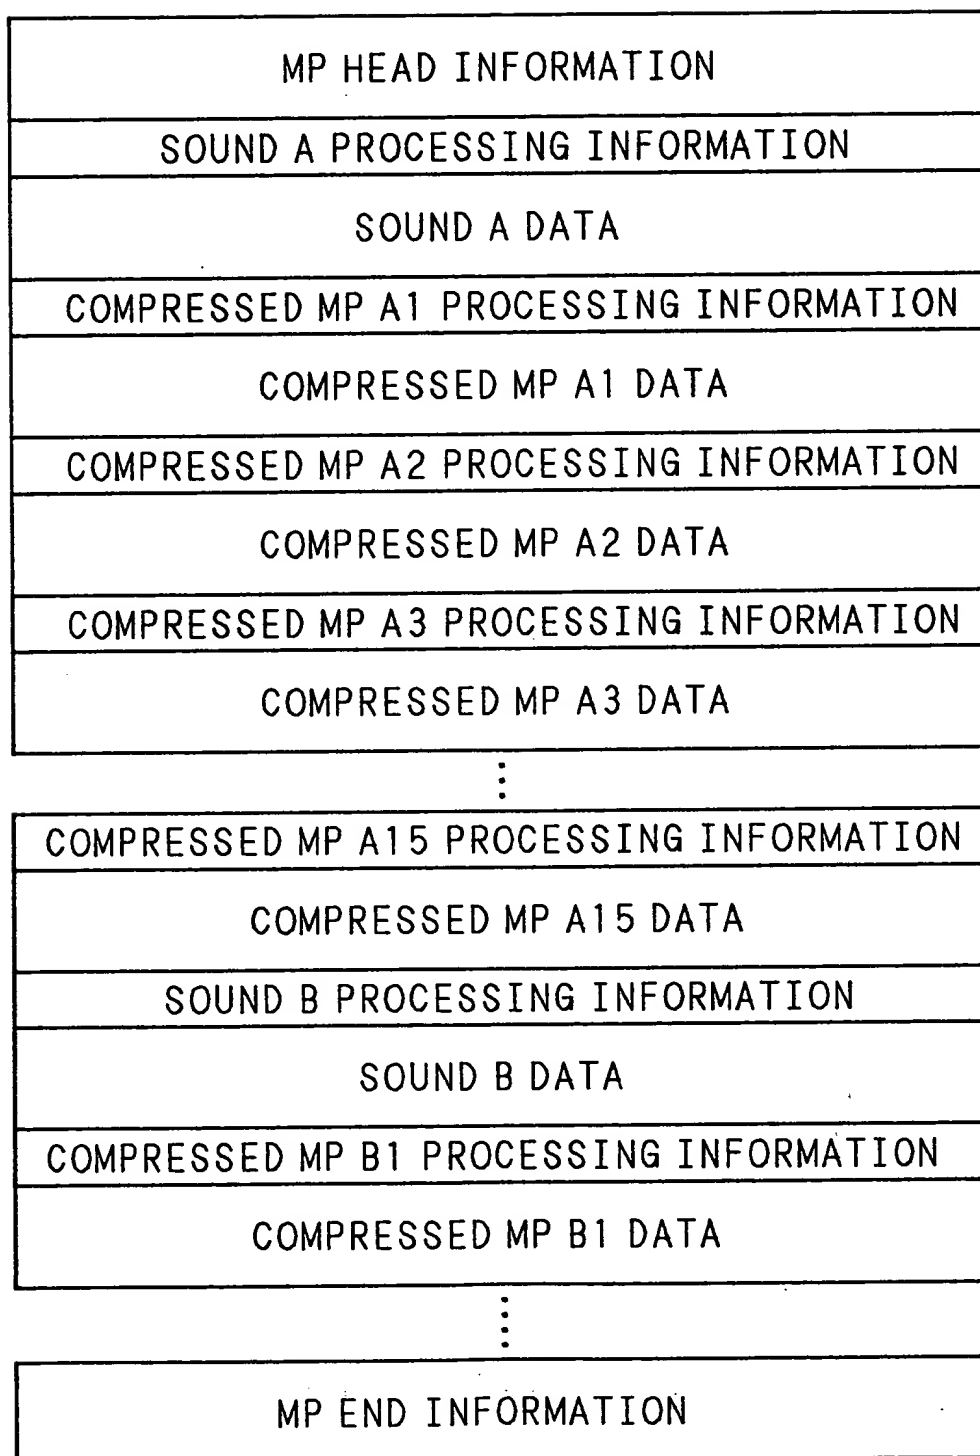 MP HEAD INFORMATION
SOUND A PROCESSING INFORMATION
SOUND A DATA
COMPRESSED MP A1 PROCESSING INFORMATION
COMPRESSED MP A1 DATA
COMPRESSED MP A2 PROCESSING INFORMATION
COMPRESSED MP A2 DATA
COMPRESSED MP A3 PROCESSING INFORMATION
COMPRESSED MP A3 DATA
COMPRESSED MP A15 PROCESSING INFORMATION
COMPRESSED MP A15 DATA
SOUND B PROCESSING INFORMATION
SOUND B DATA
COMPRESSED MP B1 PROCESSING INFORMATION
COMPRESSED MP B1 DATA
MP END INFORMATION